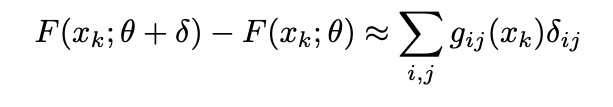 F(x_k; θ + δ) − F(x_k; θ) ≈ ∑_{i,j} g_{ij}(x_k)δ_{ij}